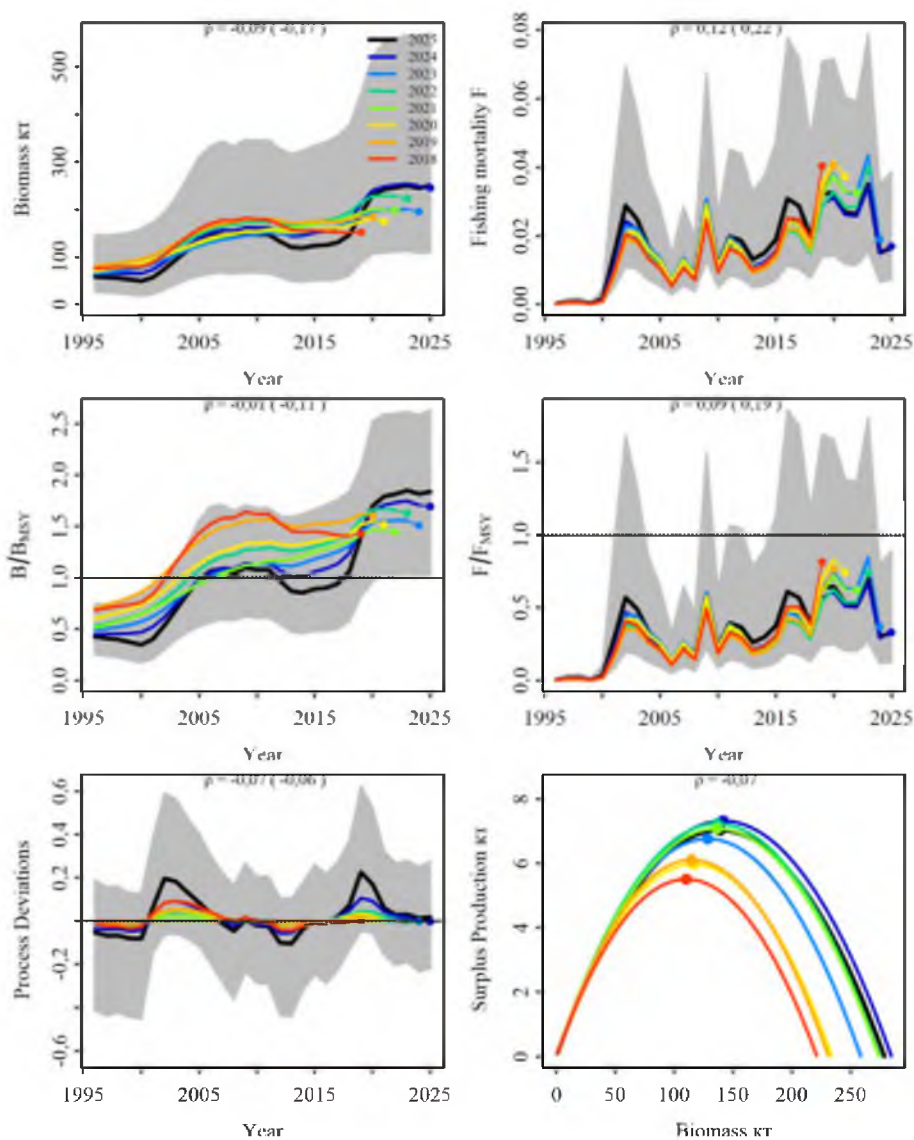 ρ = -0,09 ( -0,17 )
Biomass кт
500
300
100
0
2025
2024
2023
2022
2021
2020
2019
2018
1995 2005 2015 2025
Year
ρ = 0,12 ( 0,22 )
Fishing mortality F
0,08
0,06
0,04
0,02
0,00
1995 2005 2015 2025
Year
ρ = -0,01 ( -0,11 )
B/BMSY
2,5
2,0
1,5
1,0
0,5
0,0
1995 2005 2015 2025
Year
ρ = 0,09 ( 0,19 )
F/FMSY
1,5
1,0
0,5
0,0
1995 2005 2015 2025
Year
ρ = -0,07 ( -0,06 )
Process Deviations
0,6
0,2
-0,2
-0,6
1995 2005 2015 2025
Year
ρ = -0,07
Surplus Production кт
8
6
4
2
0
0 50 100 150 200 250
Biomass кт